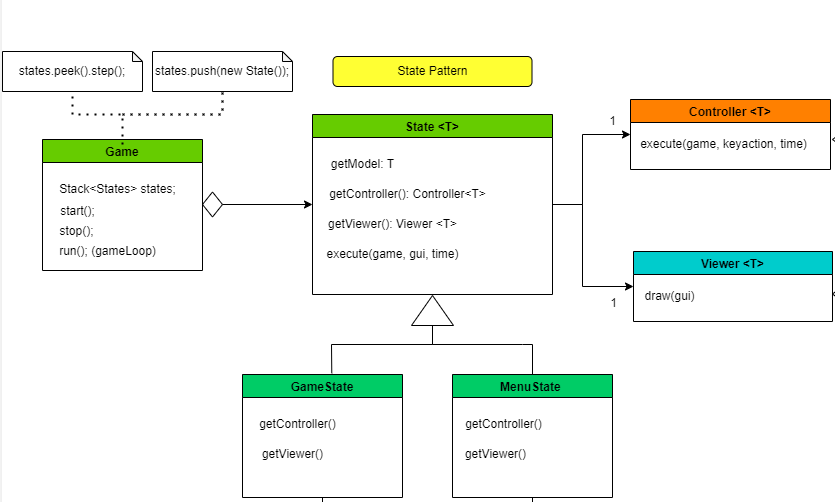 states.peek().step();
states.push(new State());
State Pattern
Game
Stack<States> states;
start();
stop();
run(); (gameLoop)
State <T>
getModel: T
getController(): Controller<T>
getViewer(): Viewer <T>
execute(game, gui, time)
1
Controller <T>
execute(game, keyaction, time)
Viewer <T>
draw(gui)
1
GameState
getController()
getViewer()
MenuState
getController()
getViewer()